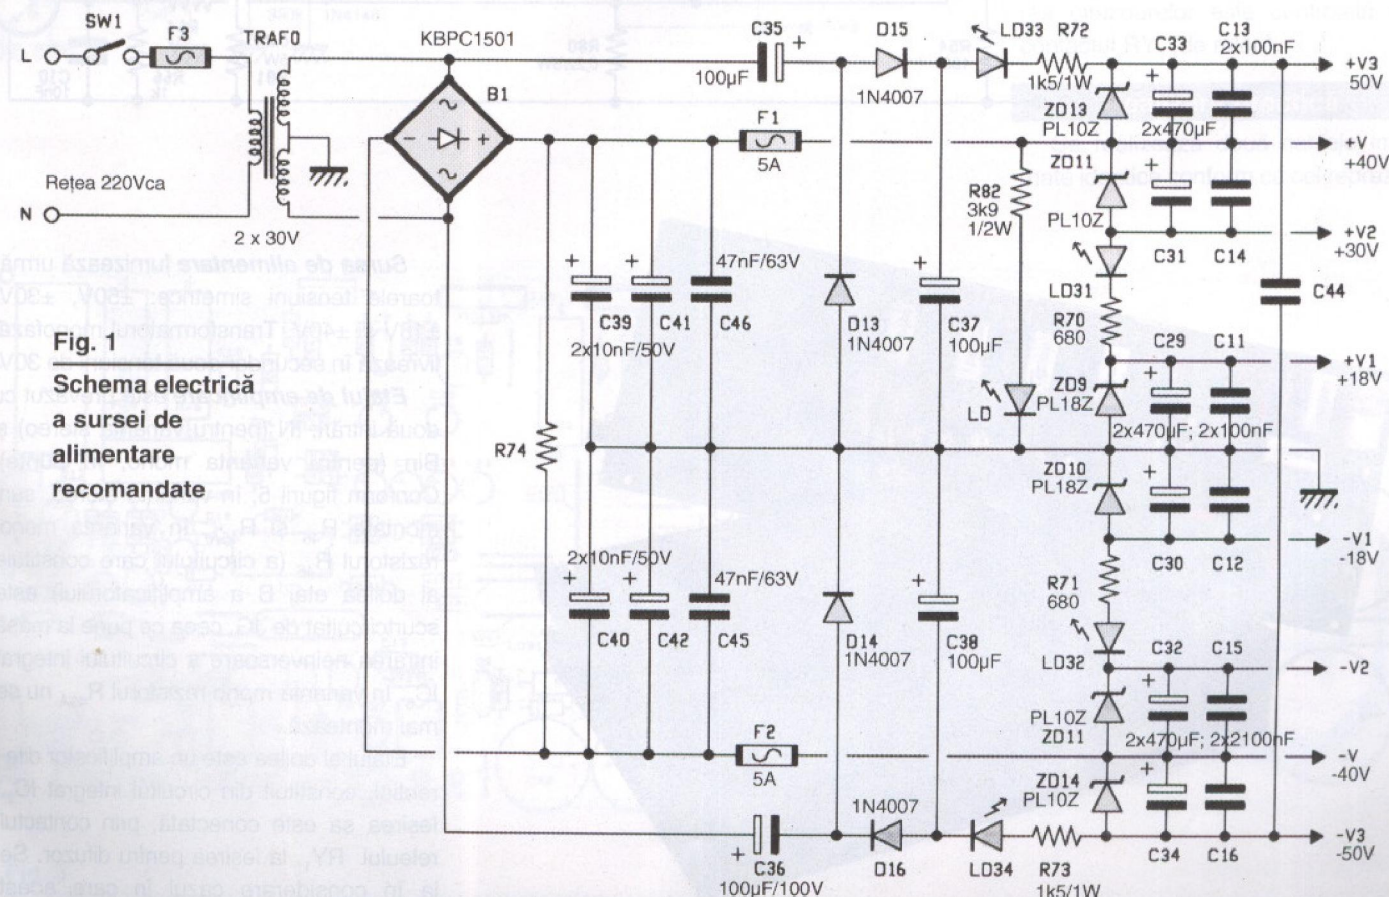 SW1
F3
TRAFO
L
Rețea 220Vca
N
2 x 30V
KBPC1501
B1
C35
+
100µF
D15
1N4007
LD33
R72
1k5/1W
C33
C13
2x100nF
+
+V3
50V
ZD13
PL10Z
2x470µF
F1
5A
+V
+40V
ZD11
PL10Z
+
C31
C14
+V2
+30V
R82
3k9
1/2W
LD31
R70
680
C44
+
+
47nF/63V
C39
C41
C46
2x10nF/50V
D13
1N4007
+
C37
100µF
C29
C11
+
+V1
+18V
ZD9
PL18Z
LD
2x470µF; 2x100nF
Fig. 1
Schema electrică
a sursei de
alimentare
recomandate
R74
ZD10
PL18Z
+
C30
C12
-V1
-18V
2x10nF/50V
+
+
47nF/63V
C40
C42
C45
D14
1N4007
+
C38
100µF
R71
680
LD32
C32
C15
+
-V2
PL10Z
ZD11
2x470µF; 2x2100nF
F2
5A
-V
-40V
ZD14
PL10Z
+
C34
C16
-V3
-50V
+
C36
100µF/100V
1N4007
D16
LD34
R73
1k5/1W